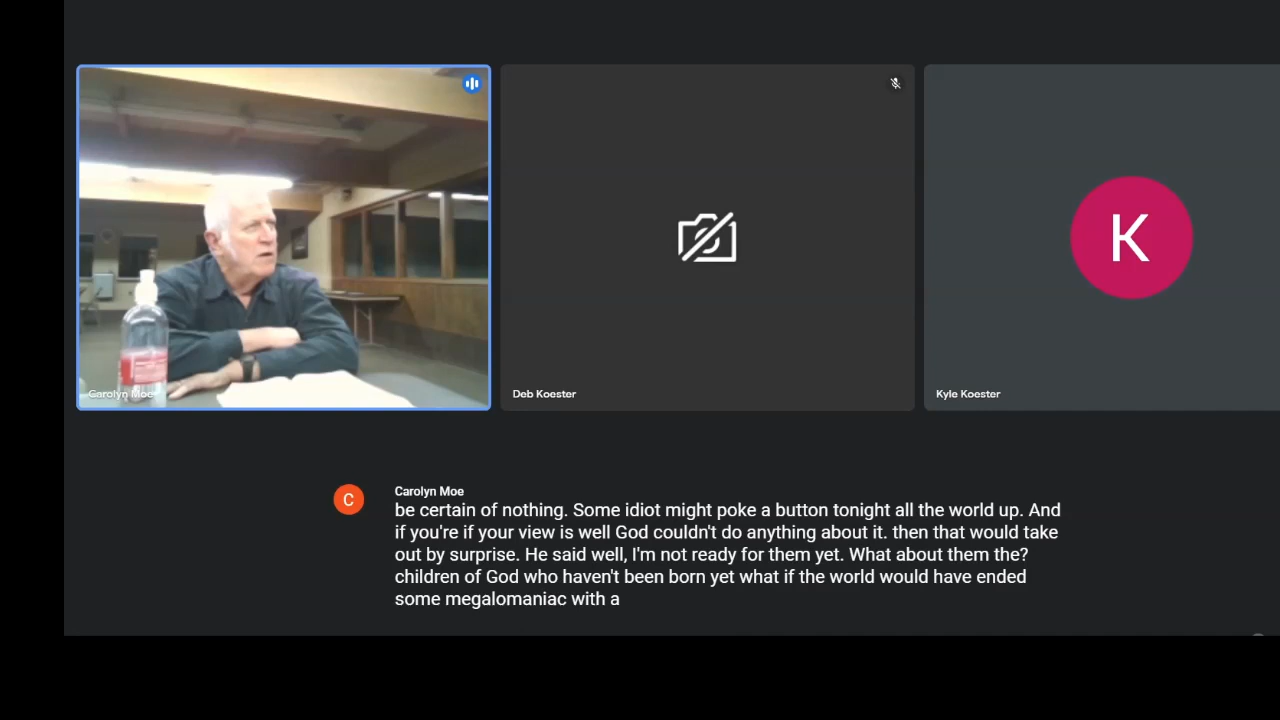 K
Carolyn Moe
Deb Koester
Kyle Koester
C
Carolyn Moe
be certain of nothing. Some idiot might poke a button tonight all the world up. And
if you're if your view is well God couldn't do anything about it. then that would take
out by surprise. He said well, I'm not ready for them yet. What about them the?
children of God who haven't been born yet what if the world would have ended
some megalomaniac with a